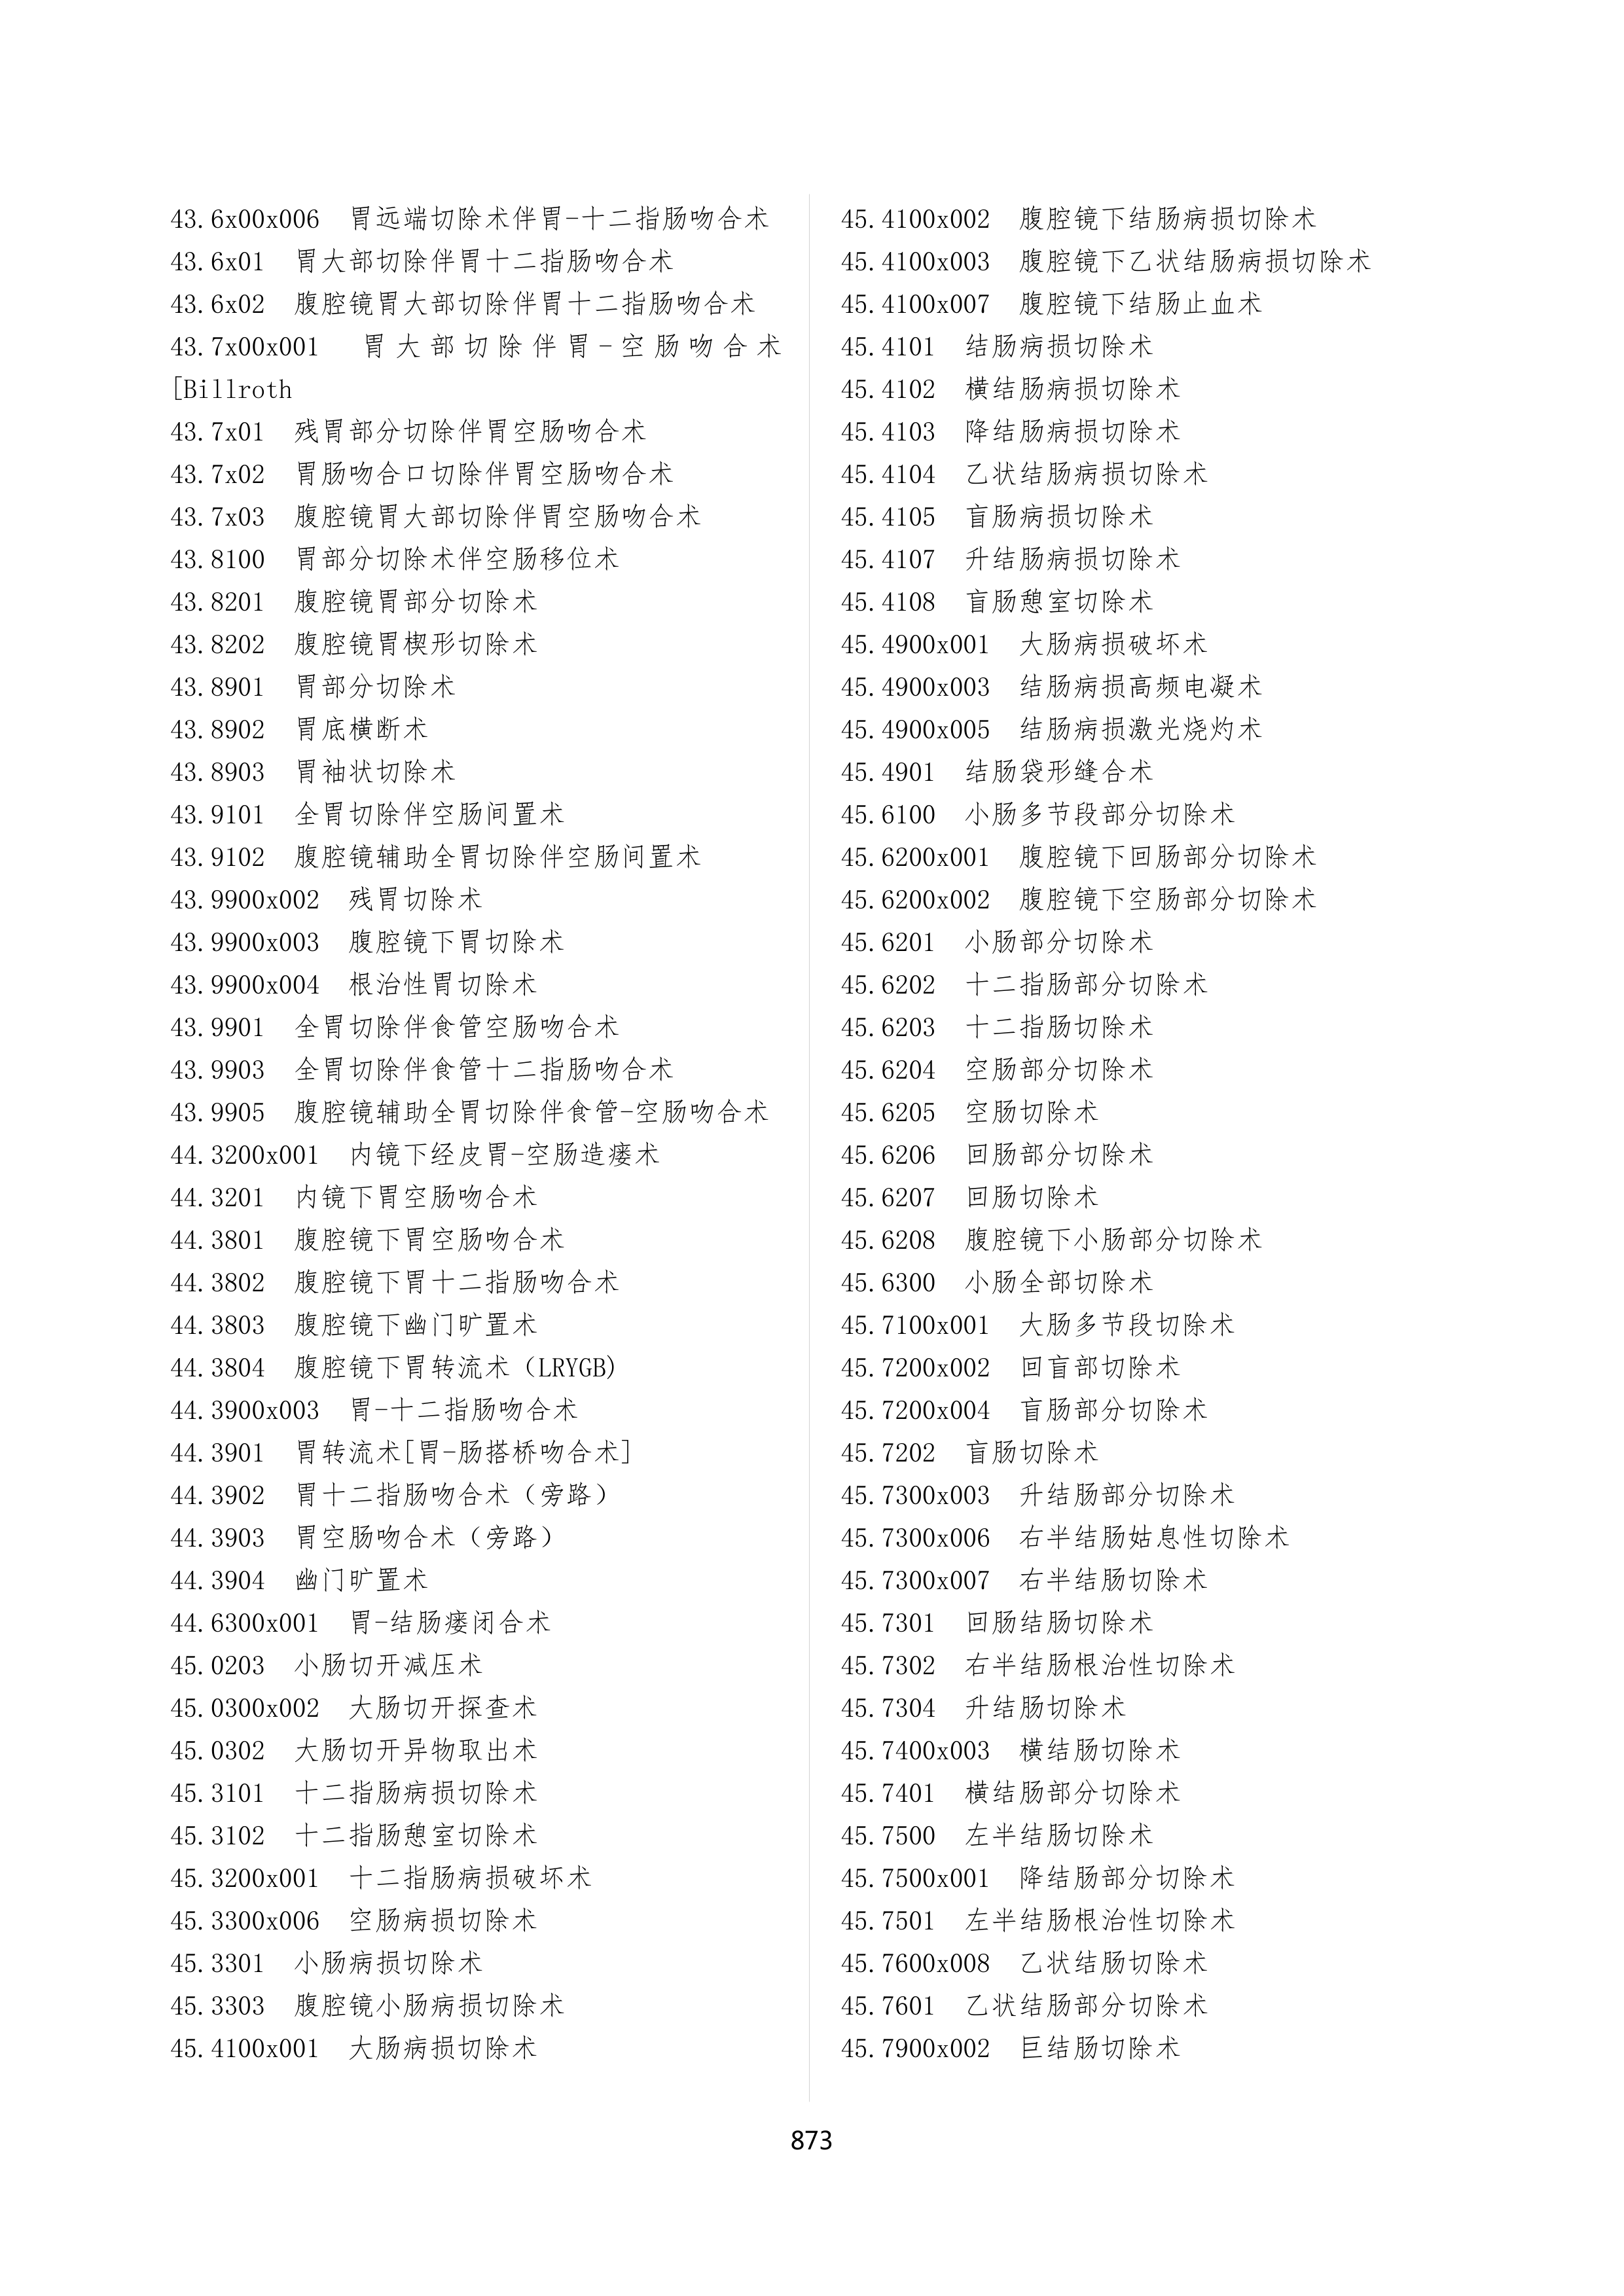 43.6x00x006 胃远端切除术伴胃-十二指肠吻合术
43.6x01 胃大部切除伴胃十二指肠吻合术
43.6x02 腹腔镜胃大部切除伴胃十二指肠吻合术
43.7x00x001 胃大部切除伴胃-空肠吻合术
[Billroth
43.7x01 残胃部分切除伴胃空肠吻合术
43.7x02 胃肠吻合口切除伴胃空肠吻合术
43.7x03 腹腔镜胃大部切除伴胃空肠吻合术
43.8100 胃部分切除术伴空肠移位术
43.8201 腹腔镜胃部分切除术
43.8202 腹腔镜胃楔形切除术
43.8901 胃部分切除术
43.8902 胃底横断术
43.8903 胃袖状切除术
43.9101 全胃切除伴空肠间置术
43.9102 腹腔镜辅助全胃切除伴空肠间置术
43.9900x002 残胃切除术
43.9900x003 腹腔镜下胃切除术
43.9900x004 根治性胃切除术
43.9901 全胃切除伴食管空肠吻合术
43.9903 全胃切除伴食管十二指肠吻合术
43.9905 腹腔镜辅助全胃切除伴食管-空肠吻合术
44.3200x001 内镜下经皮胃-空肠造瘘术
44.3201 内镜下胃空肠吻合术
44.3801 腹腔镜下胃空肠吻合术
44.3802 腹腔镜下胃十二指肠吻合术
44.3803 腹腔镜下幽门旷置术
44.3804 腹腔镜下胃转流术（LRYGB)
44.3900x003 胃-十二指肠吻合术
44.3901 胃转流术[胃-肠搭桥吻合术]
44.3902 胃十二指肠吻合术（旁路）
44.3903 胃空肠吻合术（旁路）
44.3904 幽门旷置术
44.6300x001 胃-结肠瘘闭合术
45.0203 小肠切开减压术
45.0300x002 大肠切开探查术
45.0302 大肠切开异物取出术
45.3101 十二指肠病损切除术
45.3102 十二指肠憩室切除术
45.3200x001 十二指肠病损破坏术
45.3300x006 空肠病损切除术
45.3301 小肠病损切除术
45.3303 腹腔镜小肠病损切除术
45.4100x001 大肠病损切除术
45.4100x002 腹腔镜下结肠病损切除术
45.4100x003 腹腔镜下乙状结肠病损切除术
45.4100x007 腹腔镜下结肠止血术
45.4101 结肠病损切除术
45.4102 横结肠病损切除术
45.4103 降结肠病损切除术
45.4104 乙状结肠病损切除术
45.4105 盲肠病损切除术
45.4107 升结肠病损切除术
45.4108 盲肠憩室切除术
45.4900x001 大肠病损破坏术
45.4900x003 结肠病损高频电凝术
45.4900x005 结肠病损激光烧灼术
45.4901 结肠袋形缝合术
45.6100 小肠多节段部分切除术
45.6200x001 腹腔镜下回肠部分切除术
45.6200x002 腹腔镜下空肠部分切除术
45.6201 小肠部分切除术
45.6202 十二指肠部分切除术
45.6203 十二指肠切除术
45.6204 空肠部分切除术
45.6205 空肠切除术
45.6206 回肠部分切除术
45.6207 回肠切除术
45.6208 腹腔镜下小肠部分切除术
45.6300 小肠全部切除术
45.7100x001 大肠多节段切除术
45.7200x002 回盲部切除术
45.7200x004 盲肠部分切除术
45.7202 盲肠切除术
45.7300x003 升结肠部分切除术
45.7300x006 右半结肠姑息性切除术
45.7300x007 右半结肠切除术
45.7301 回肠结肠切除术
45.7302 右半结肠根治性切除术
45.7304 升结肠切除术
45.7400x003 横结肠切除术
45.7401 横结肠部分切除术
45.7500 左半结肠切除术
45.7500x001 降结肠部分切除术
45.7501 左半结肠根治性切除术
45.7600x008 乙状结肠切除术
45.7601 乙状结肠部分切除术
45.7900x002 巨结肠切除术
873